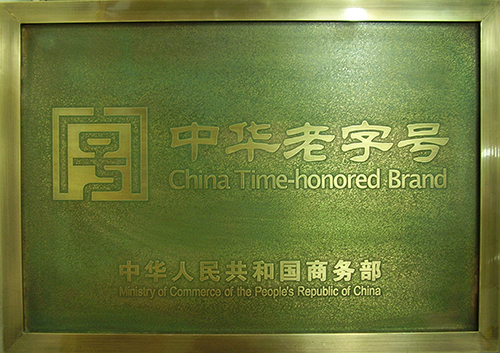 中华老字号
China Time-honored Brand
中华人民共和国商务部
Ministry of Commerce of the People's Republic of China